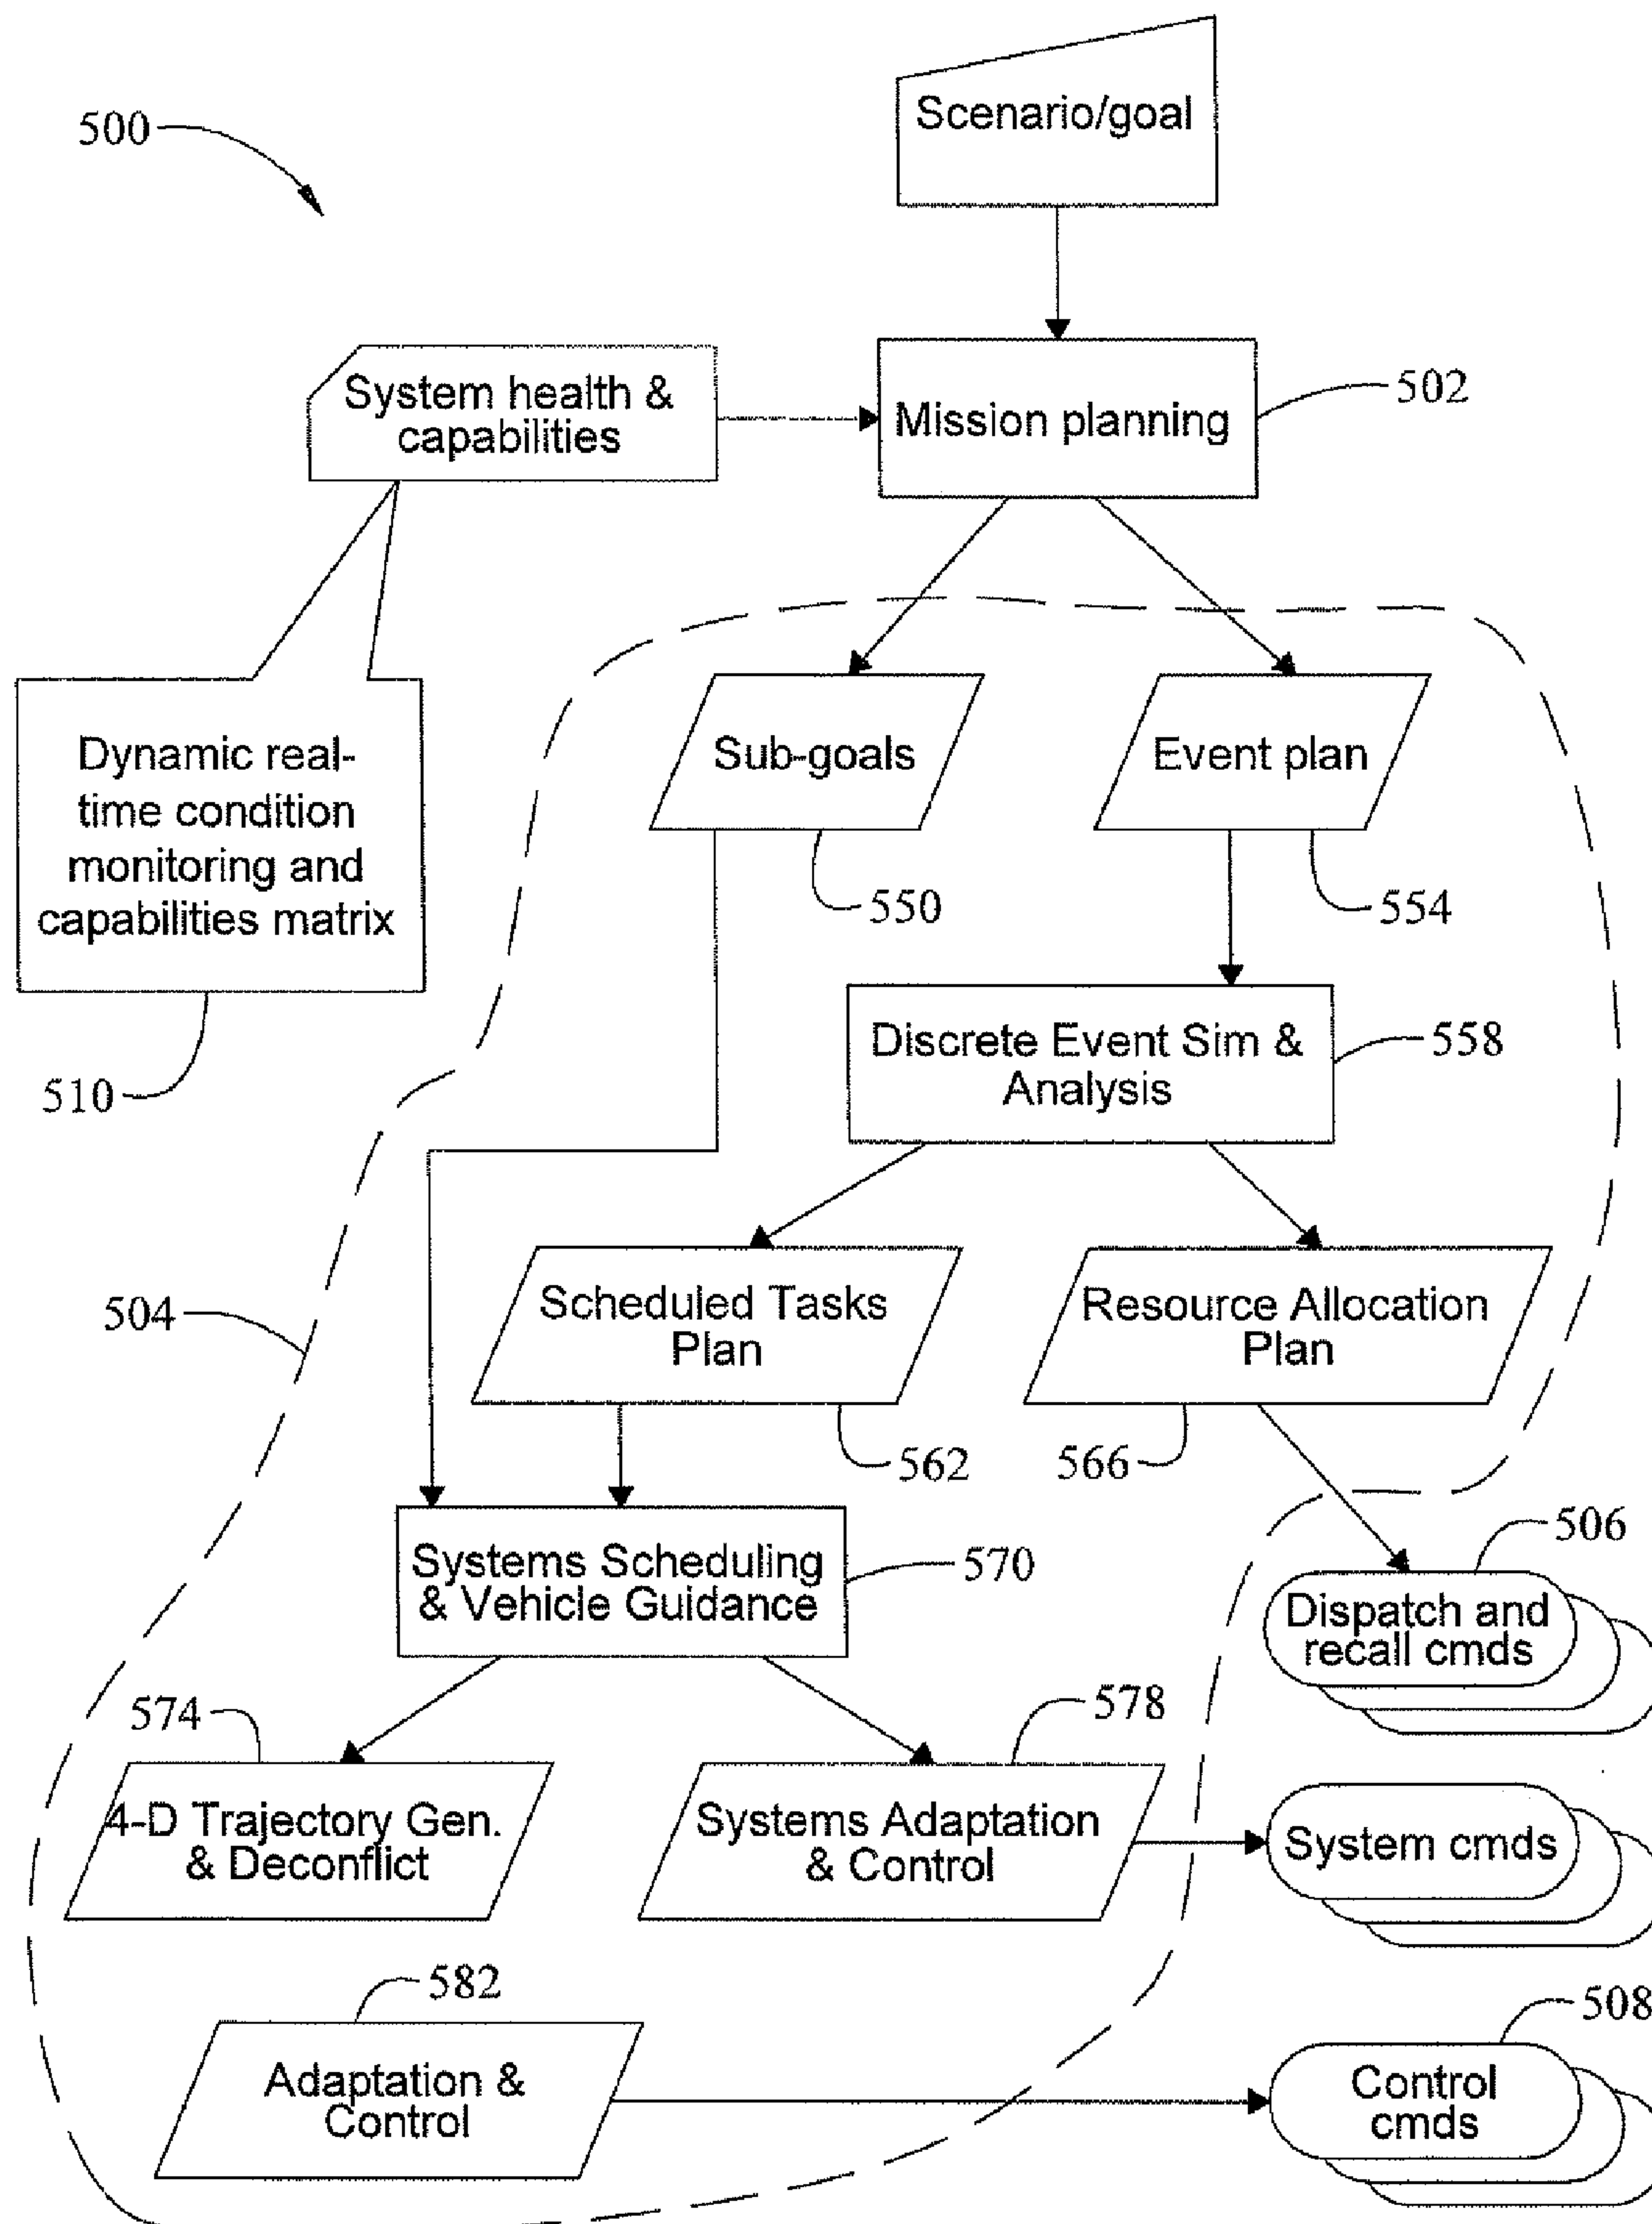 Scenario/goal
500
System health &
capabilities
Mission planning
502
Dynamic real-
time condition
monitoring and
capabilities matrix
510
Sub-goals
550
Event plan
554
Discrete Event Sim &
Analysis
558
504
Scheduled Tasks
Plan
562
Resource Allocation
Plan
566
Systems Scheduling
& Vehicle Guidance
570
506
Dispatch and
recall cmds
574
4-D Trajectory Gen.
& Deconflict
578
Systems Adaptation
& Control
System cmds
582
Adaptation &
Control
508
Control
cmds